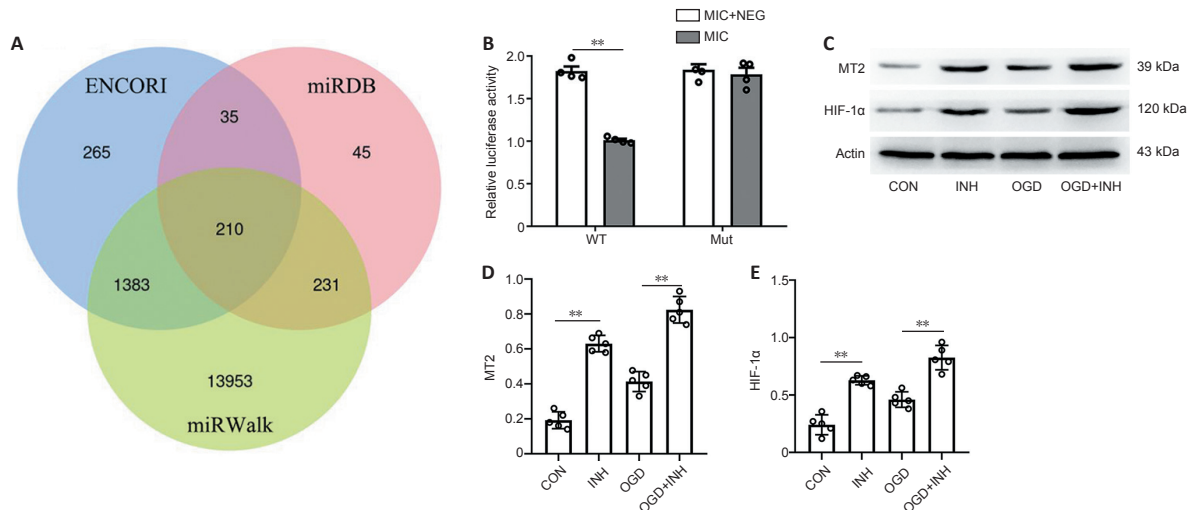 A
ENCORI
miRDB
35
265
45
210
1383
231
13953
miRWalk
B
MIC+NEG
MIC
Relative luciferase activity
2.0
1.5
1.0
0.5
0
**
WT
Mut
C
MT2
39 kDa
HIF-1α
120 kDa
Actin
43 kDa
CON INH OGD OGD+INH
D
MT2
1.0
0.8
0.6
0.4
0.2
0
**
**
CON INH OGD OGD+INH
E
HIF-1α
1.5
1.0
0.5
0
**
**
CON INH OGD OGD+INH